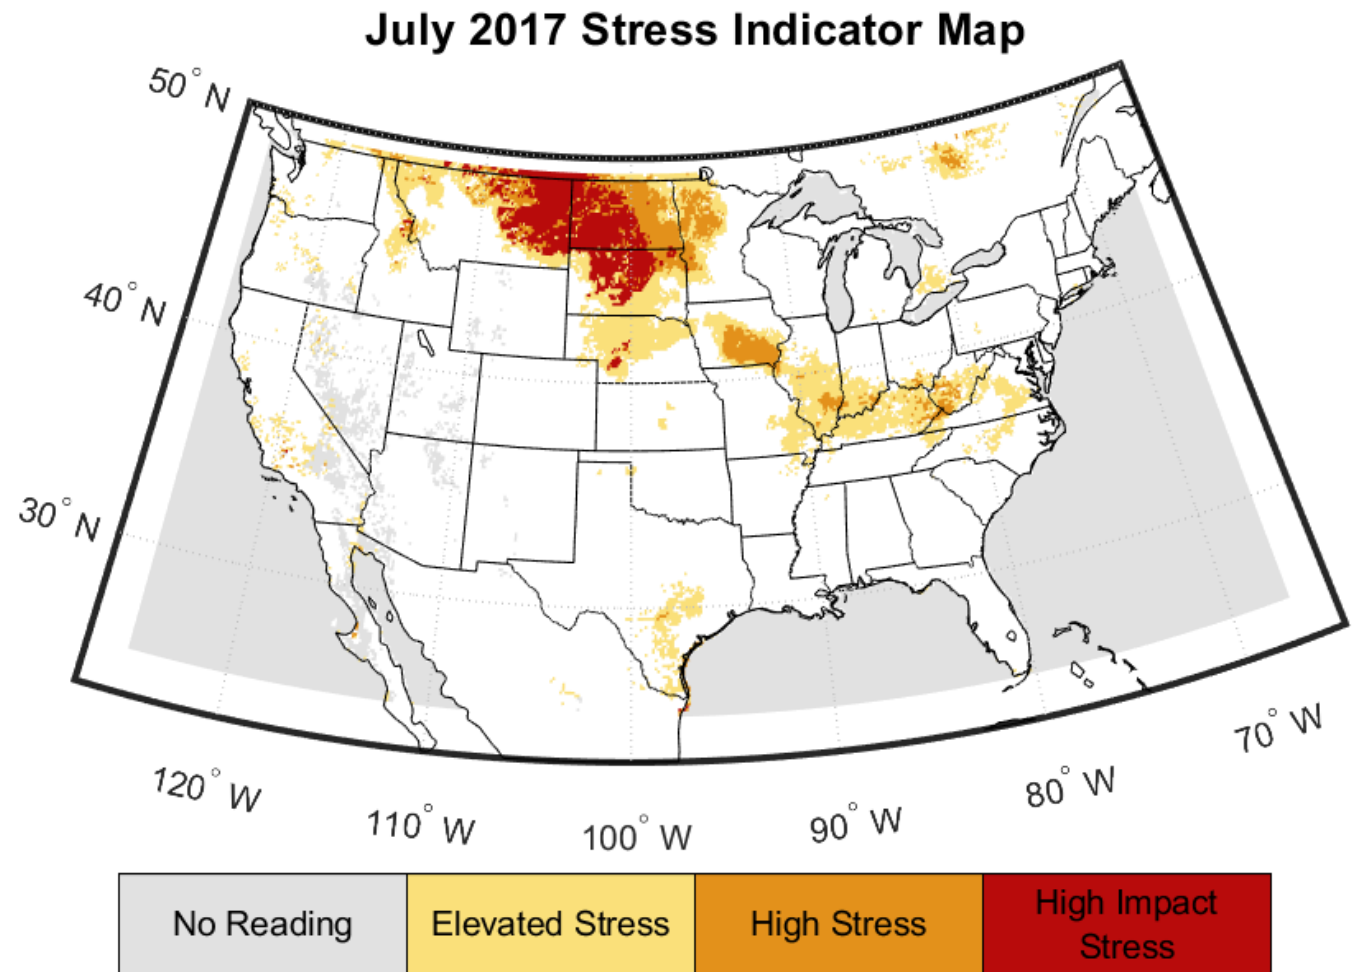 July 2017 Stress Indicator Map
50° N
40° N
30° N
120° W
110° W
100° W
90° W
80° W
70° W
No Reading
Elevated Stress
High Stress
High Impact
Stress